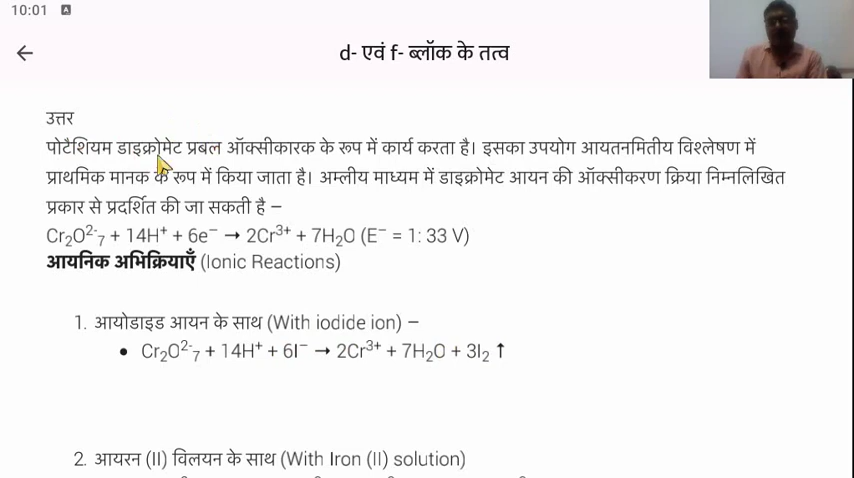 10:01 A
d- एवं f- ब्लॉक के तत्व
उत्तर
पोटैशियम डाइक्रोमेट प्रबल ऑक्सीकारक के रूप में कार्य करता है। इसका उपयोग आयतनमितीय विश्लेषण में
प्राथमिक मानक के रूप में किया जाता है। अम्लीय माध्यम में डाइक्रोमेट आयन की ऑक्सीकरण क्रिया निम्नलिखित
प्रकार से प्रदर्शित की जा सकती है –
Cr₂O²⁻₇ + 14H⁺ + 6e⁻ → 2Cr³⁺ + 7H₂O (E⁻ = 1: 33 V)
आयनिक अभिक्रियाएँ (Ionic Reactions)
1. आयोडाइड आयन के साथ (With iodide ion) –
• Cr₂O²⁻₇ + 14H⁺ + 6I⁻ → 2Cr³⁺ + 7H₂O + 3I₂ ↑
2. आयरन (II) विलयन के साथ (With Iron (II) solution)